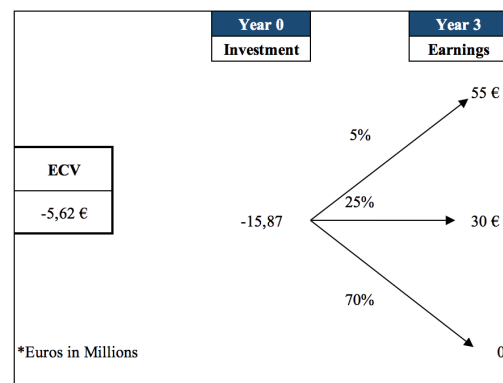 Year 0
Year 3
Investment
Earnings
55 €
5%
ECV
-5,62 €
25%
-15,87
30 €
70%
*Euros in Millions
0